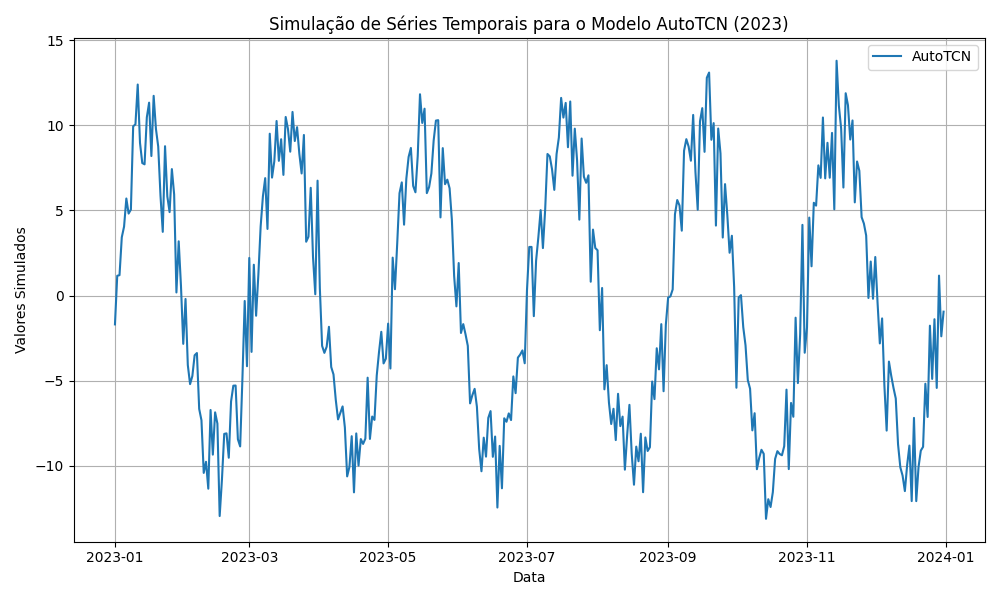 Simulação de Séries Temporais para o Modelo AutoTCN (2023)
AutoTCN
Valores Simulados
15
10
5
0
−5
−10
2023-01 2023-03 2023-05 2023-07 2023-09 2023-11 2024-01
Data